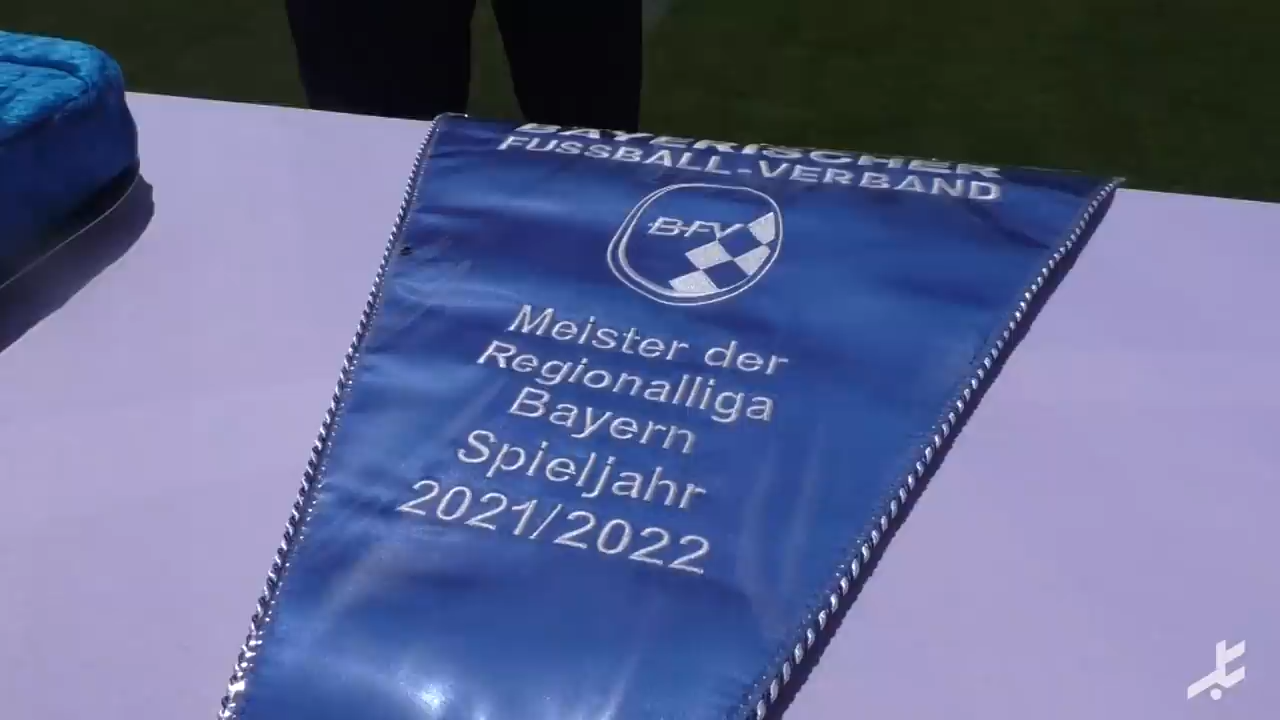 BAYERISCHER
FUSSBALL-VERBAND
BFV
Meister der
Regionalliga
Bayern
Spieljahr
2021/2022